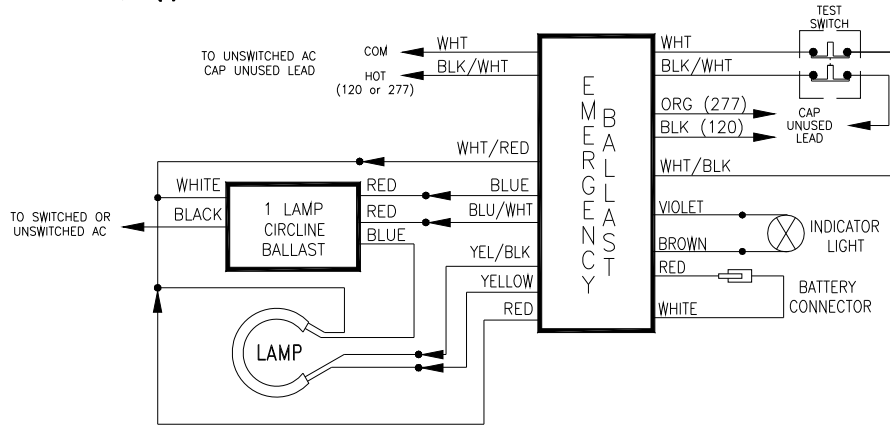 TEST
SWITCH
WHT
WHT
TO UNSWITCHED AC
CAP UNUSED LEAD
COM
HOT
(120 or 277)
BLK/WHT
BLK/WHT
ORG (277)
BLK (120)
CAP
UNUSED
LEAD
EMERGENCY
BALLAST
WHT/RED
WHT/BLK
WHITE
RED
BLUE
TO SWITCHED OR
UNSWITCHED AC
BLACK
1 LAMP
CIRCLINE
BALLAST
RED
BLU/WHT
BLUE
VIOLET
INDICATOR
LIGHT
BROWN
YEL/BLK
YELLOW
RED
RED
BATTERY
CONNECTOR
WHITE
LAMP